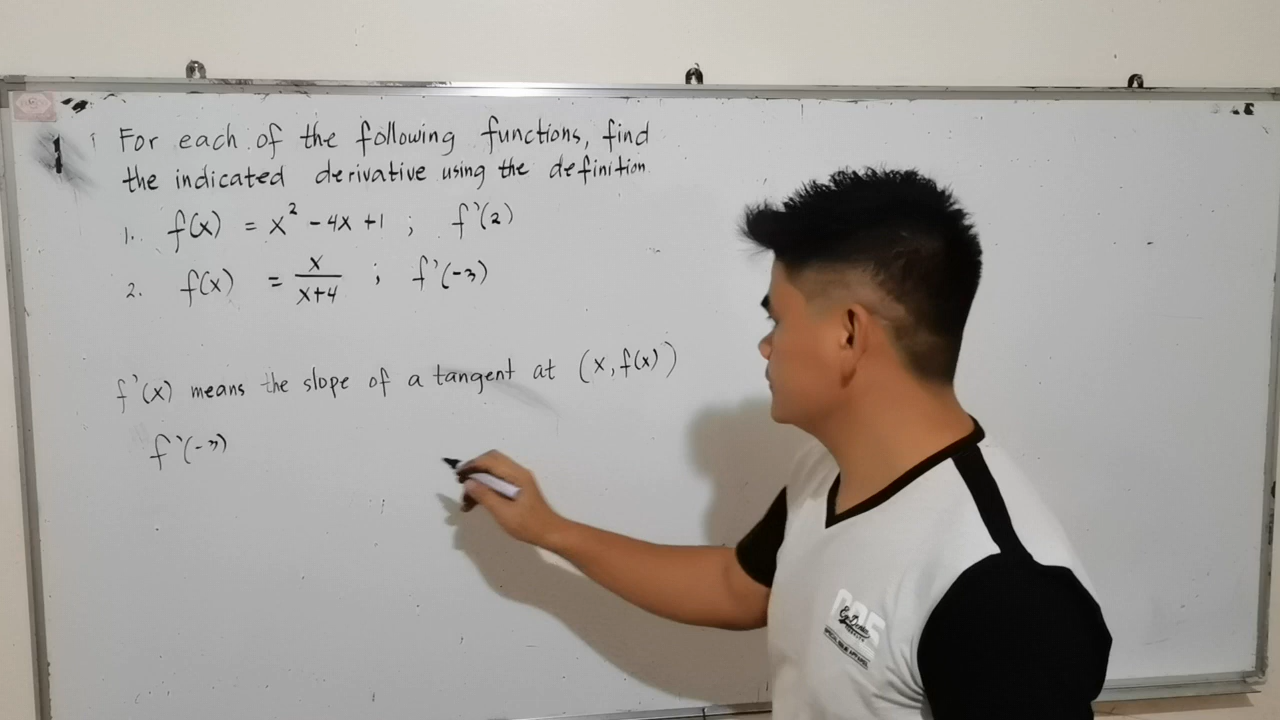 1 For each of the following functions, find
the indicated derivative using the definition
1. f(x) = x² - 4x + 1 ; f'(2)
2. f(x) = x/(x+4) ; f'(-3)
f'(x) means the slope of a tangent at (x, f(x))
f'(-3)